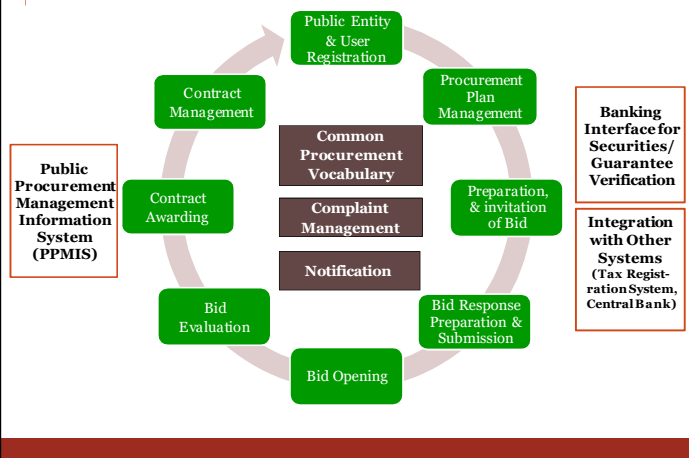 Public Entity
& User
Registration
Procurement
Plan
Management
Preparation,
& invitation
of Bid
Bid Response
Preparation &
Submission
Bid Opening
Bid
Evaluation
Contract
Awarding
Contract
Management
Common
Procurement
Vocabulary
Complaint
Management
Notification
Public
Procurement
Management
Information
System
(PPMIS)
Banking
Interface for
Securities/
Guarantee
Verification
Integration
with Other
Systems
(Tax Regist-
ration System,
Central Bank)